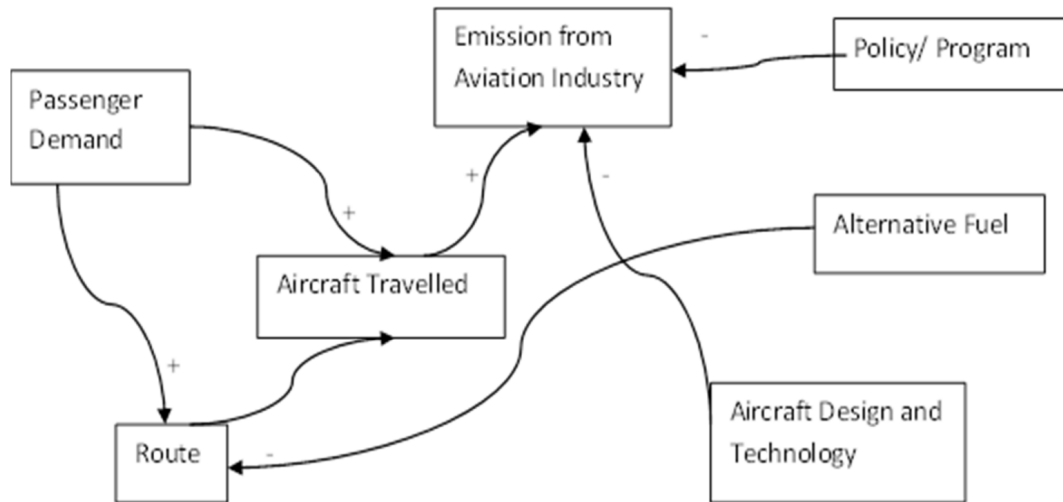 Emission from
Aviation Industry
-
Policy/ Program
Passenger
Demand
+
-
+
Alternative Fuel
Aircraft Travelled
+
Aircraft Design and
Technology
Route
-